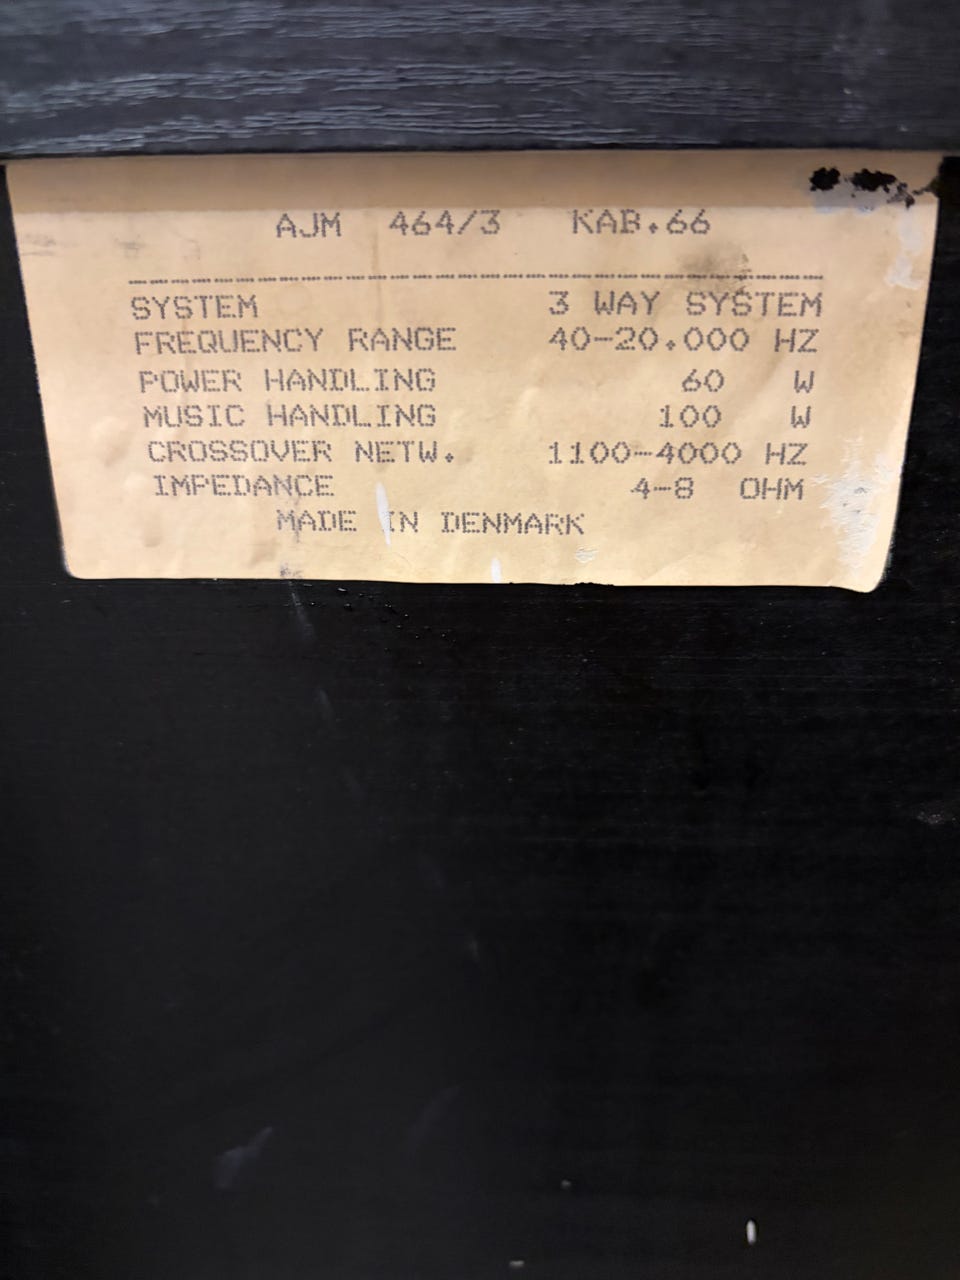 AJM 464/3 KAB.66
SYSTEM 3 WAY SYSTEM
FREQUENCY RANGE 40-20.000 HZ
POWER HANDLING 60 W
MUSIC HANDLING 100 W
CROSSOVER NETW. 1100-4000 HZ
IMPEDANCE 4-8 OHM
MADE IN DENMARK